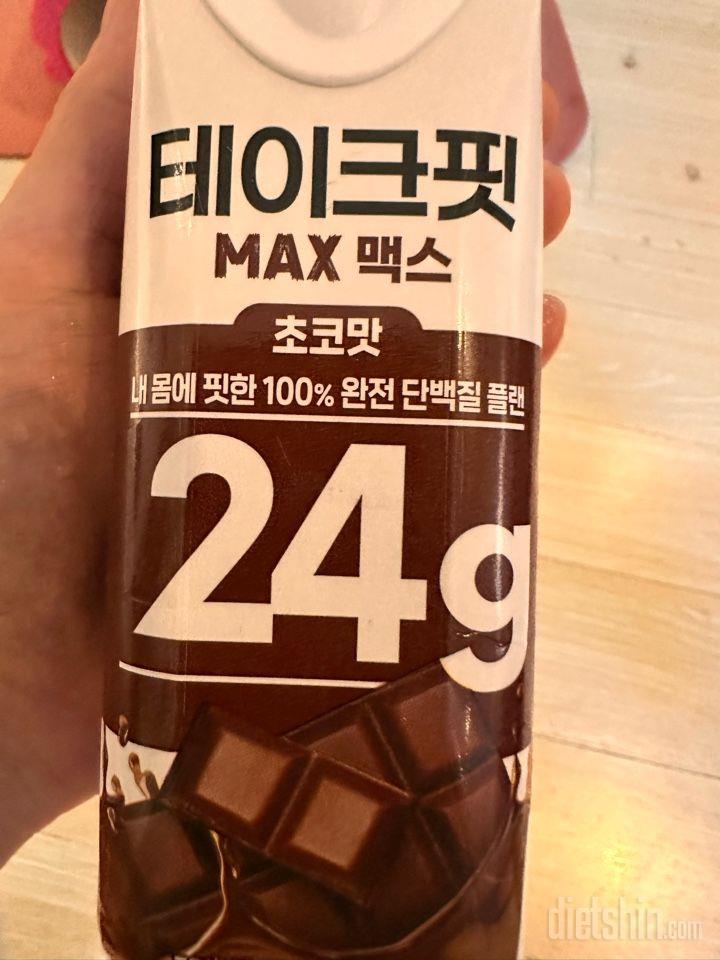 테이크핏
MAX 맥스
초코맛
내 몸에 핏한 100% 완전 단백질 플랜
24g
dietshin.com